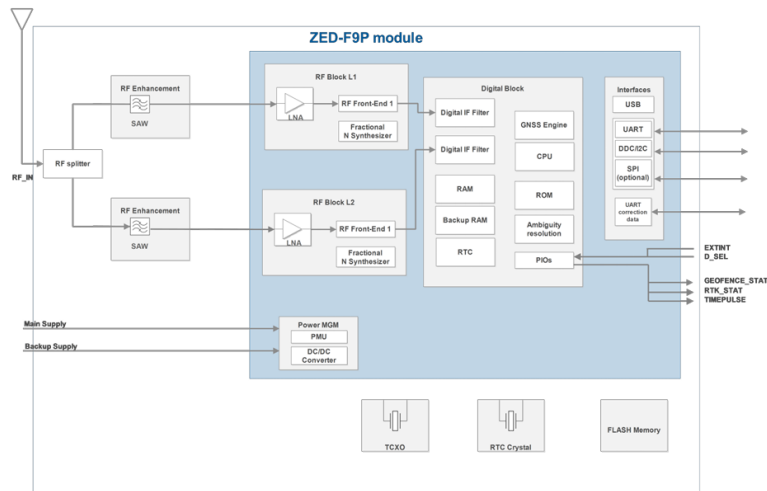 ZED-F9P module
RF Enhancement
SAW
RF splitter
RF_IN
RF Enhancement
SAW
RF Block L1
LNA
RF Front-End 1
Fractional
N Synthesizer
RF Block L2
LNA
RF Front-End 1
Fractional
N Synthesizer
Digital Block
Digital IF Filter
Digital IF Filter
RAM
Backup RAM
RTC
GNSS Engine
CPU
ROM
Ambiguity
resolution
PIOs
Interfaces
USB
UART
DDC/I2C
SPI
(optional)
UART
correction
data
EXTINT
D_SEL
GEOFENCE_STAT
RTK_STAT
TIMEPULSE
Main Supply
Backup Supply
Power MGM
PMU
DC/DC
Converter
TCXO
RTC Crystal
FLASH Memory